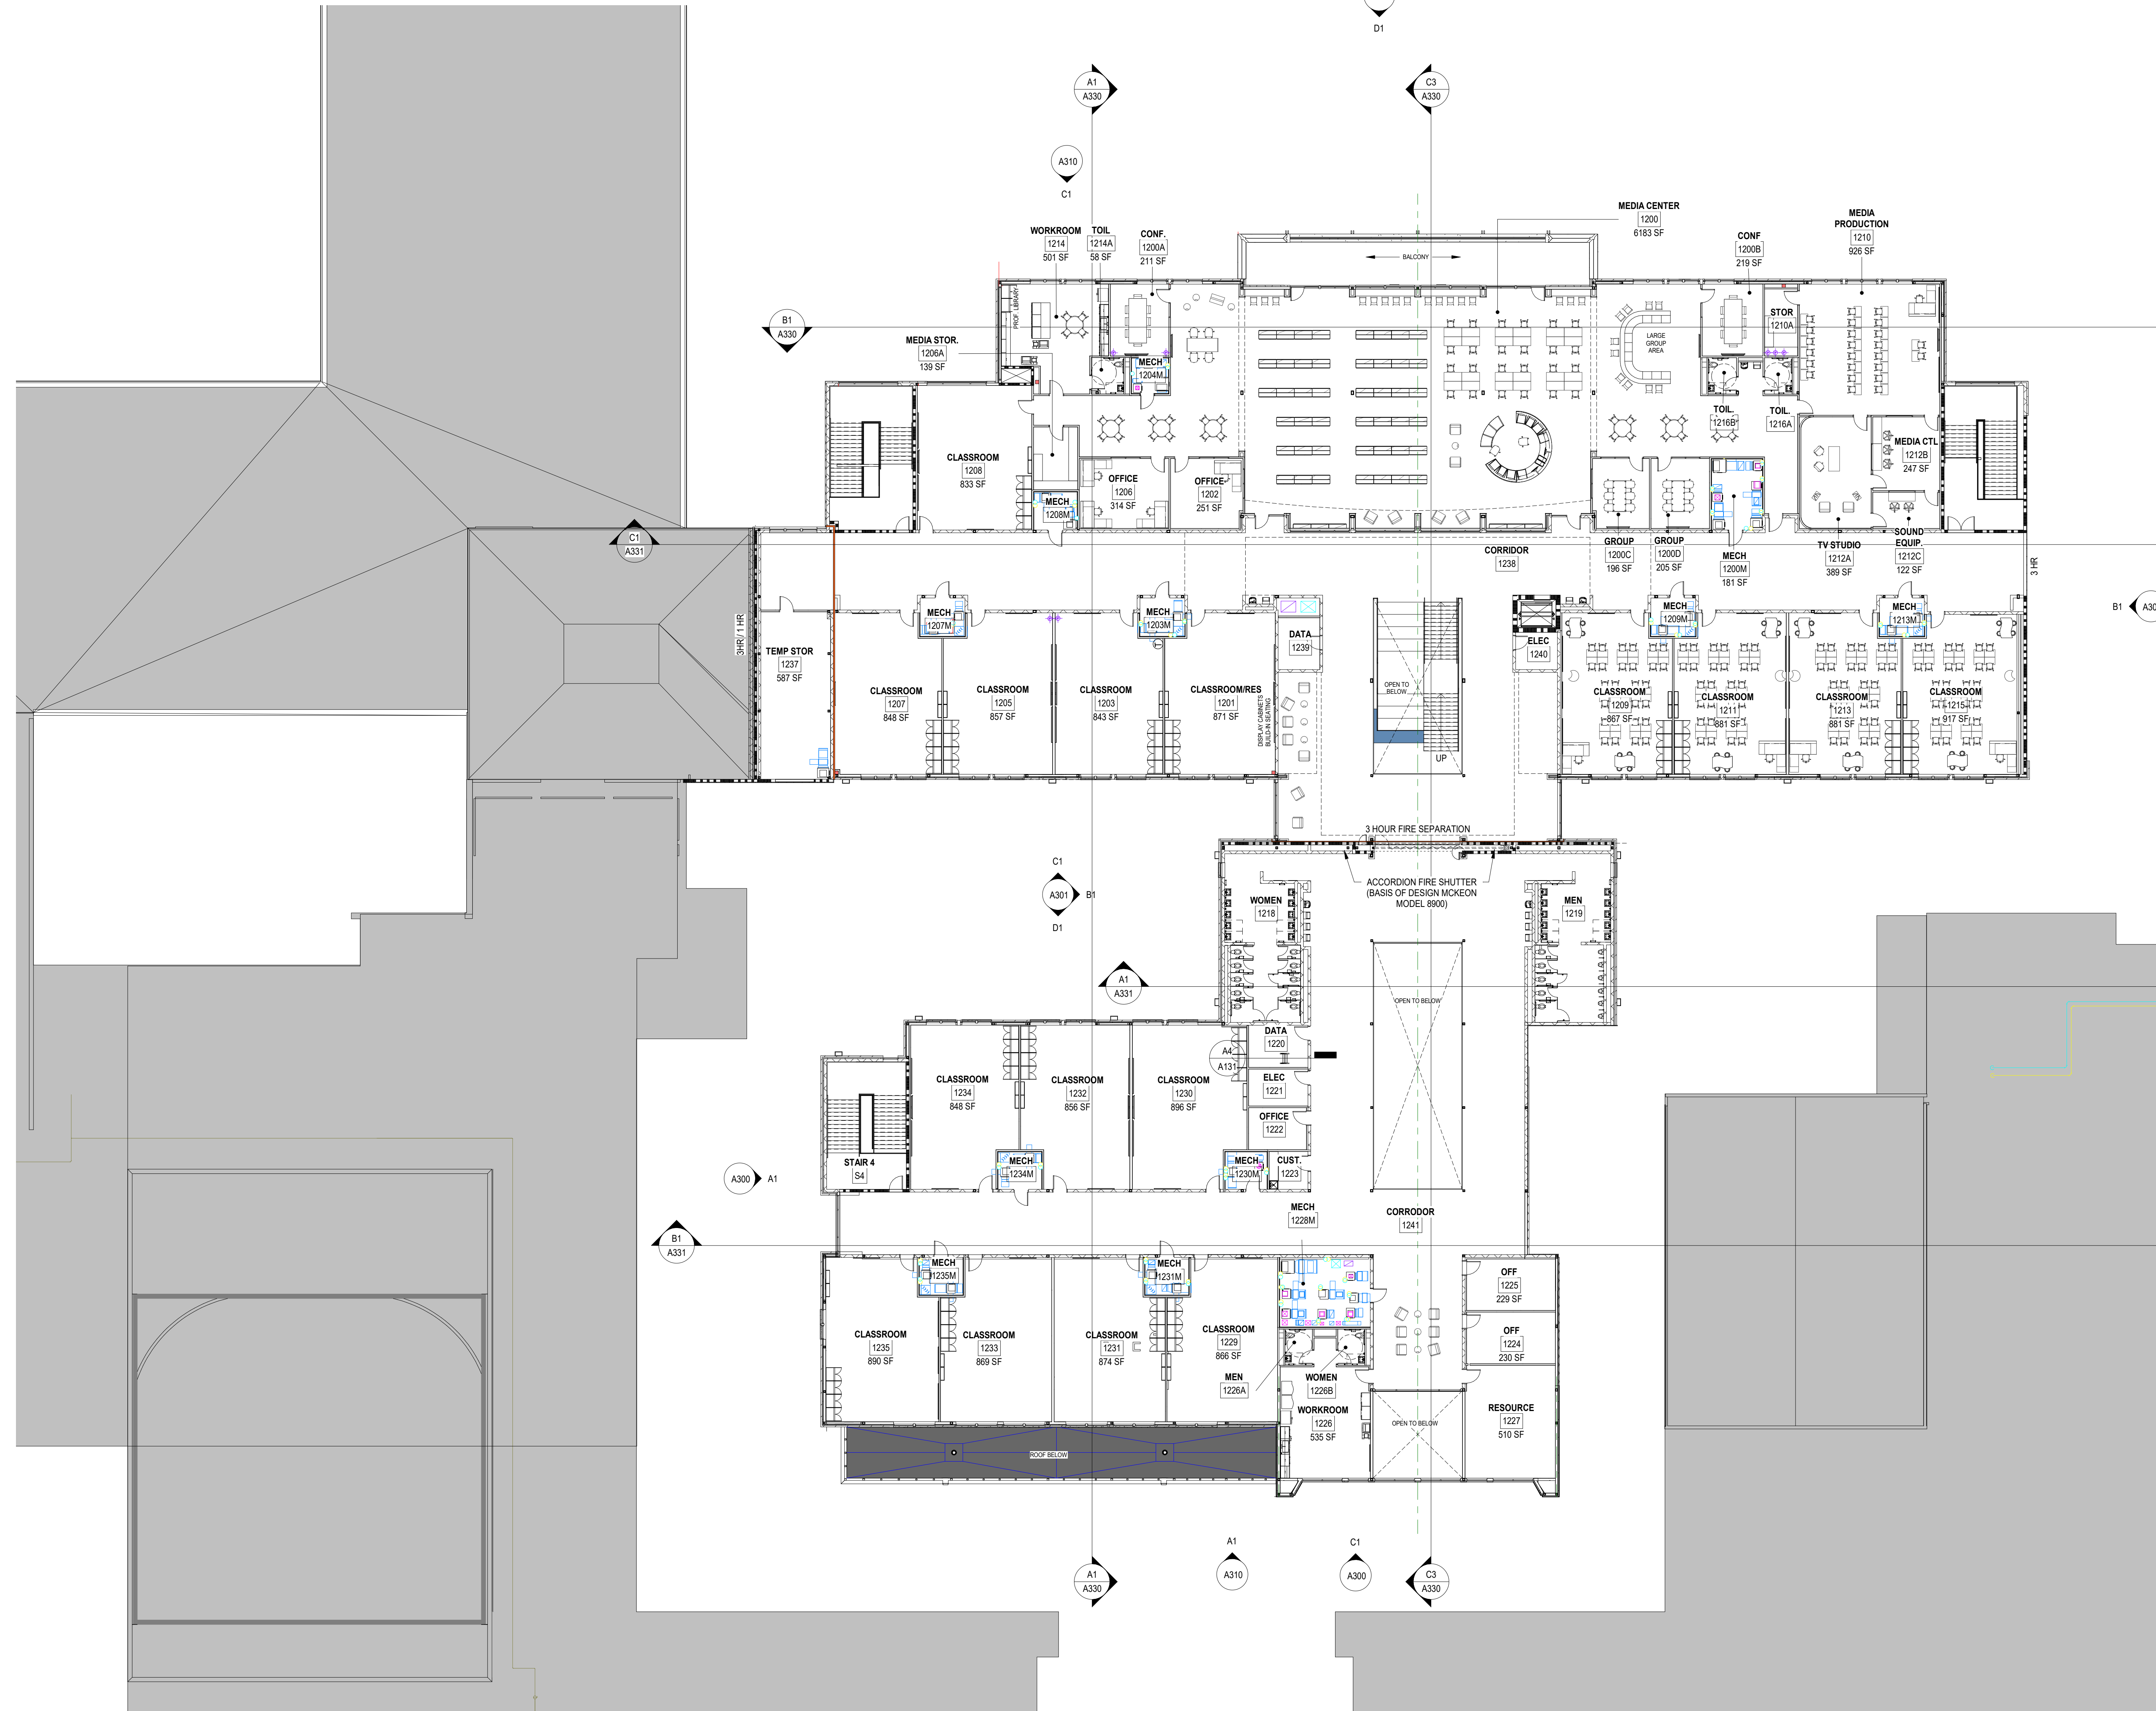 D1
A1
A330
C3
A330
A310
C1
MEDIA CENTER
1200
6183 SF
MEDIA
PRODUCTION
1210
926 SF
WORKROOM
1214
501 SF
TOIL
1214A
58 SF
CONF.
1200A
211 SF
CONF
1200B
219 SF
BALCONY
B1
A330
PROF. LIBRARY
STOR
1210A
LARGE
GROUP
AREA
MEDIA STOR.
1206A
139 SF
MECH
1204M
TOIL.
1216B
TOIL.
1216A
MEDIA CTL
1212B
247 SF
CLASSROOM
1208
833 SF
OFFICE
1206
314 SF
OFFICE
1202
251 SF
MECH
1208M
C1
A331
CORRIDOR
1238
GROUP
1200C
196 SF
GROUP
1200D
205 SF
MECH
1200M
181 SF
TV STUDIO
1212A
389 SF
SOUND
EQUIP.
1212C
122 SF
3 HR
B1
A30
3HR/ 1 HR
MECH
1207M
MECH
1203M
MECH
1209M
MECH
1213M
DATA
1239
ELEC
1240
TEMP STOR
1237
587 SF
CLASSROOM
1207
848 SF
CLASSROOM
1205
857 SF
CLASSROOM
1203
843 SF
CLASSROOM/RES
1201
871 SF
DISPLAY CABINETS
BUILD-IN SEATING
OPEN TO
BELOW
UP
CLASSROOM
1209
867 SF
CLASSROOM
1211
881 SF
CLASSROOM
1213
881 SF
CLASSROOM
1215
917 SF
3 HOUR FIRE SEPARATION
C1
A301
B1
D1
ACCORDION FIRE SHUTTER
(BASIS OF DESIGN MCKEON
MODEL 8900)
WOMEN
1218
MEN
1219
A1
A331
OPEN TO BELOW
DATA
1220
A4
A131
ELEC
1221
OFFICE
1222
CLASSROOM
1234
848 SF
CLASSROOM
1232
856 SF
CLASSROOM
1230
896 SF
STAIR 4
S4
MECH
1234M
MECH
1230M
CUST.
1223
A300
A1
MECH
1228M
CORRODOR
1241
B1
A331
MECH
1235M
MECH
1231M
OFF
1225
229 SF
CLASSROOM
1235
890 SF
CLASSROOM
1233
869 SF
CLASSROOM
1231
874 SF
CLASSROOM
1229
866 SF
OFF
1224
230 SF
MEN
1226A
WOMEN
1226B
WORKROOM
1226
535 SF
OPEN TO BELOW
RESOURCE
1227
510 SF
ROOF BELOW
A1
A310
C1
A300
A1
A330
C3
A330